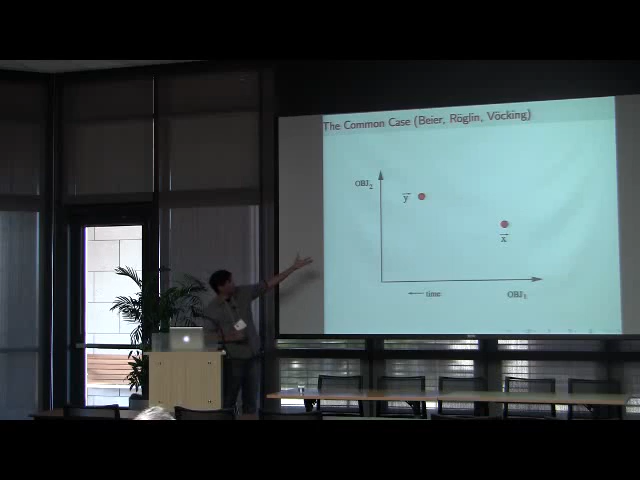 The Common Case (Beier, Röglin, Vöcking)
OBJ₂
y
x
time
OBJ₁